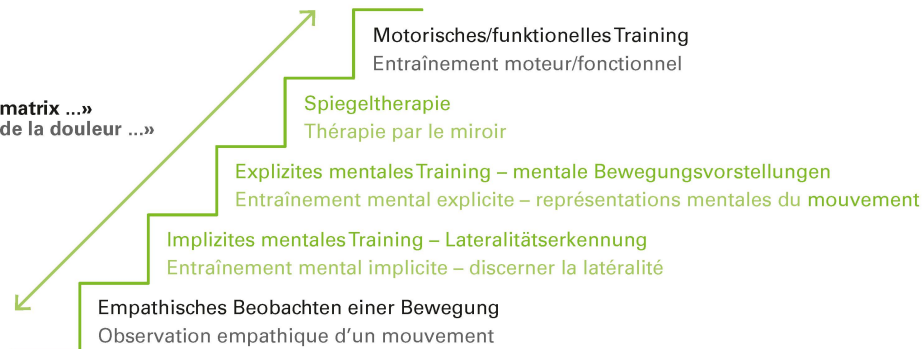 Motorisches/funktionelles Training
Entraînement moteur/fonctionnel
Spiegeltherapie
Thérapie par le miroir
matrix ...»
de la douleur ...»
Explizites mentales Training – mentale Bewegungsvorstellungen
Entraînement mental explicite – représentations mentales du mouvement
Implizites mentales Training – Lateralitätserkennung
Entraînement mental implicite – discerner la latéralité
Empathisches Beobachten einer Bewegung
Observation empathique d’un mouvement